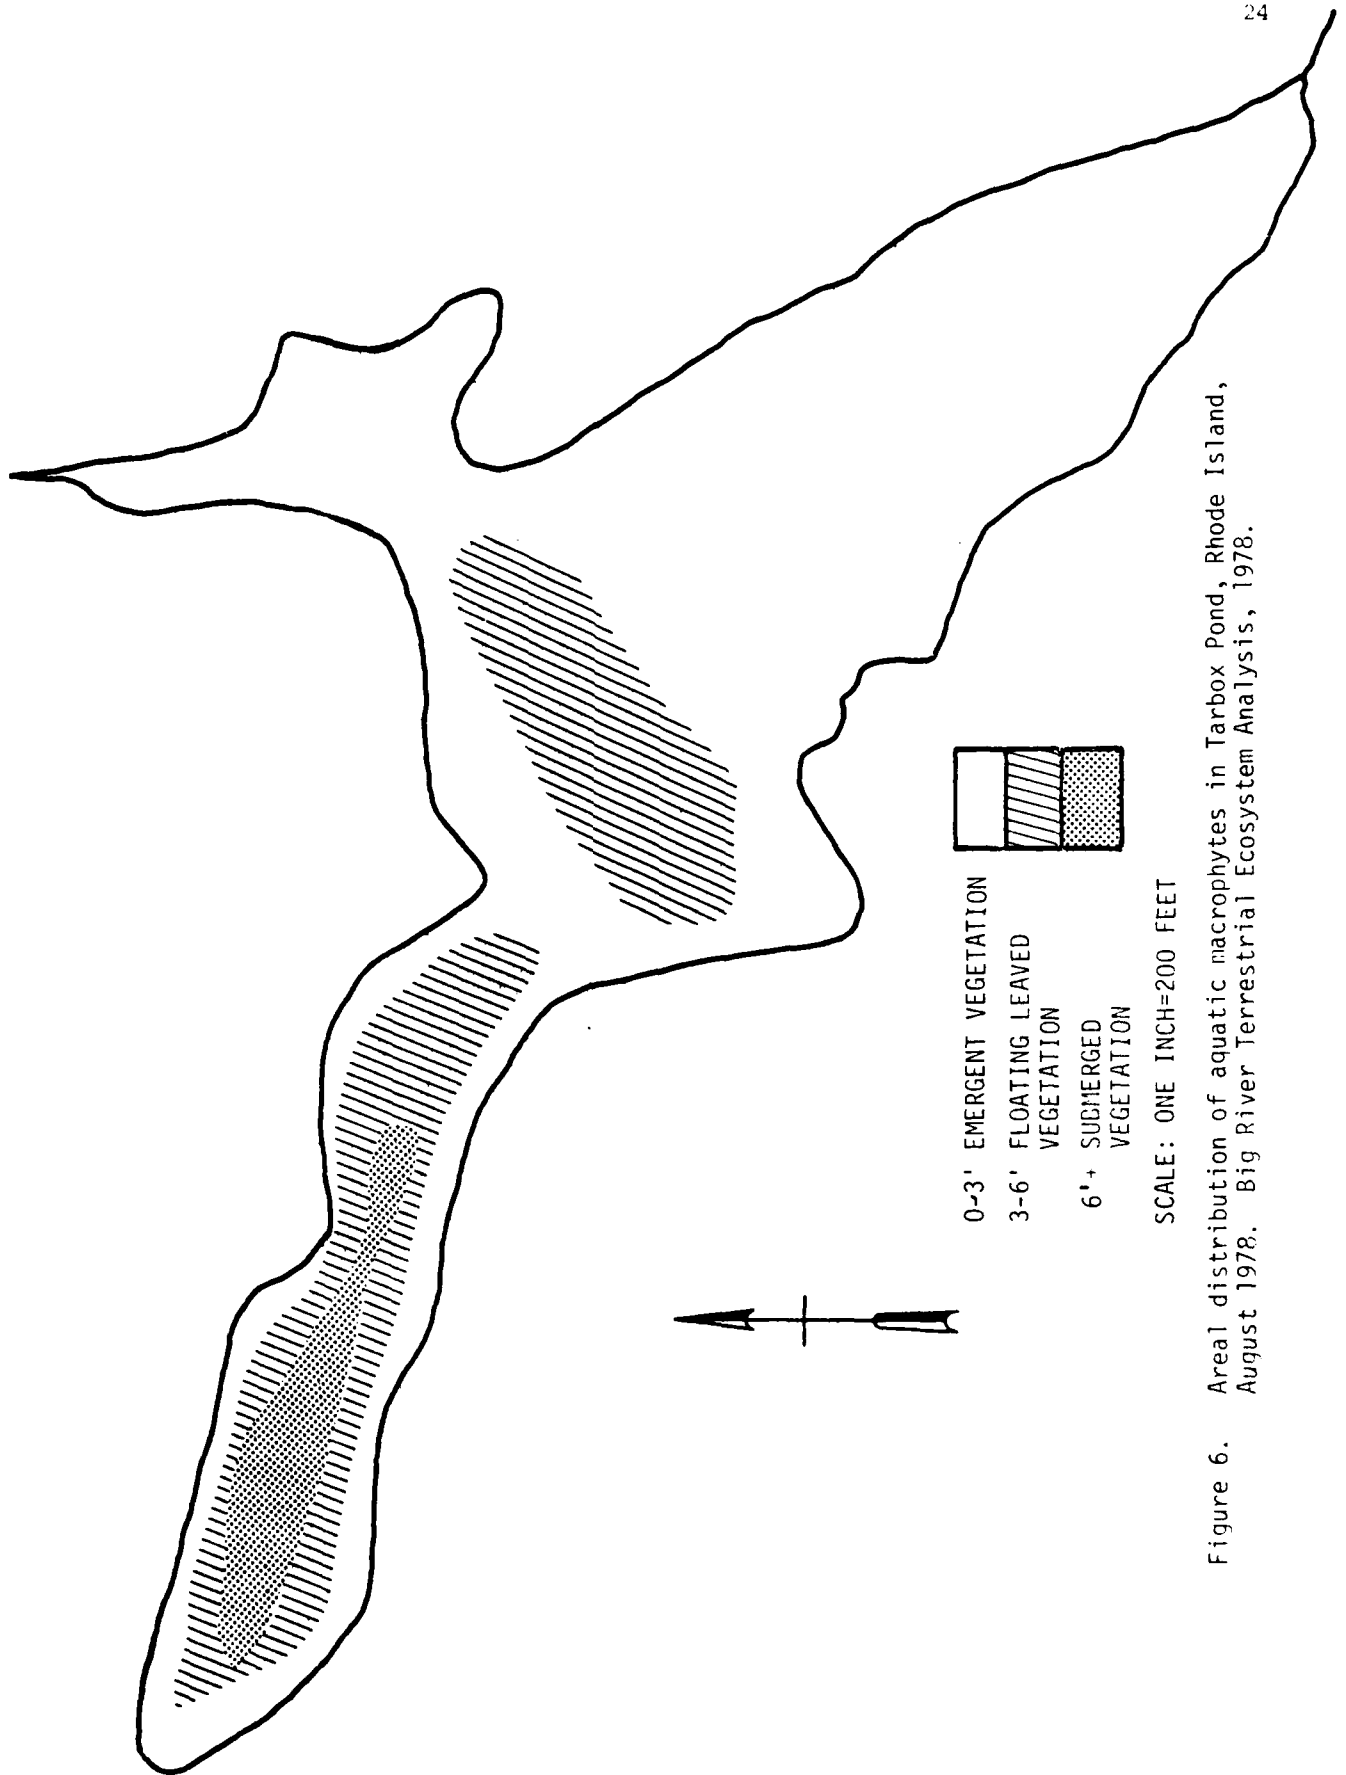 24
0-3' EMERGENT VEGETATION
3-6' FLOATING LEAVED
VEGETATION
6'+ SUBMERGED
VEGETATION
SCALE: ONE INCH=200 FEET
Figure 6. Areal distribution of aquatic macrophytes in Tarbox Pond, Rhode Island,
August 1978. Big River Terrestrial Ecosystem Analysis, 1978.